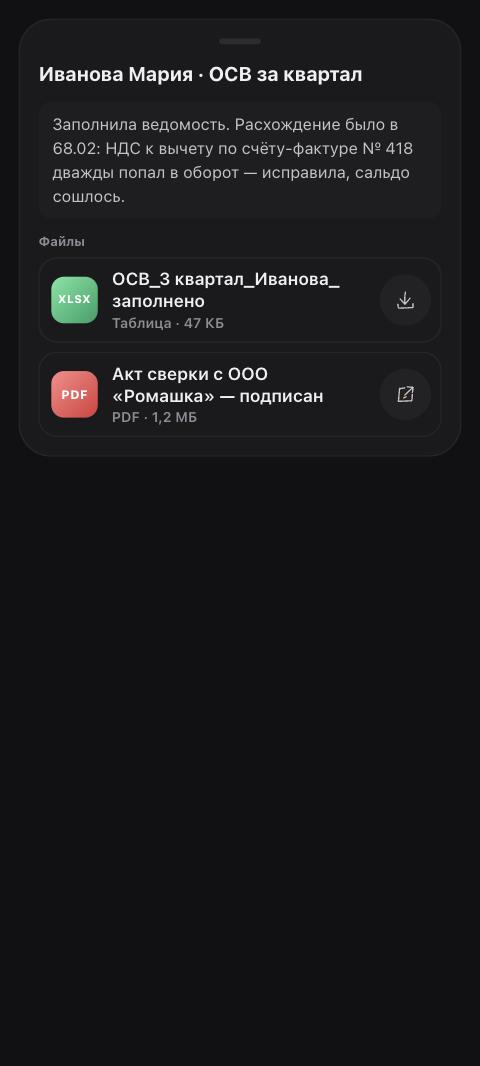 Иванова Мария · ОСВ за квартал
Заполнила ведомость. Расхождение было в
68.02: НДС к вычету по счёту-фактуре № 418
дважды попал в оборот — исправила, сальдо
сошлось.
Файлы
XLSX
ОСВ_3 квартал_Иванова_
заполнено
Таблица · 47 КБ
PDF
Акт сверки с ООО
«Ромашка» — подписан
PDF · 1,2 МБ